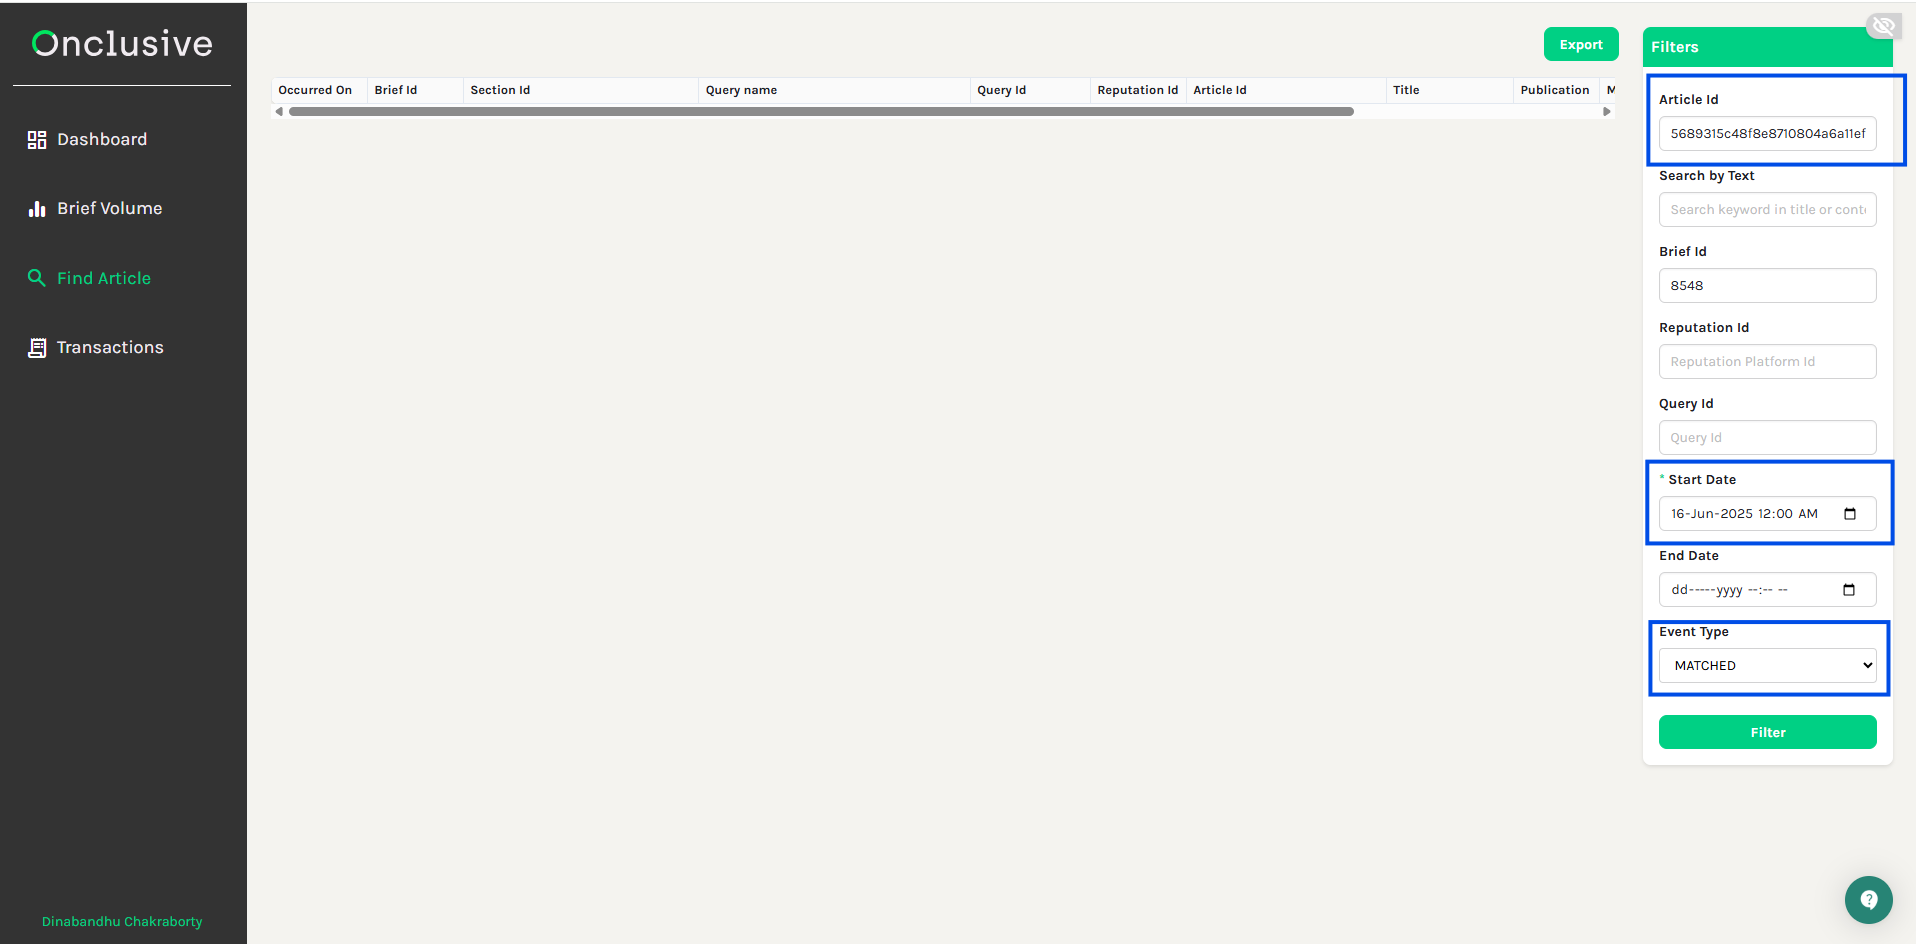 Onclusive
Dashboard
Brief Volume
Find Article
Transactions
Dinabandhu Chakraborty
Export
Occurred On Brief Id Section Id Query name Query Id Reputation Id Article Id Title Publication M
Filters
Article Id
5689315c48f8e8710804a6a11ef
Search by Text
Search keyword in title or conte
Brief Id
8548
Reputation Id
Reputation Platform Id
Query Id
Query Id
* Start Date
16-Jun-2025 12:00 AM
End Date
dd-----yyyy --:-- --
Event Type
MATCHED
Filter